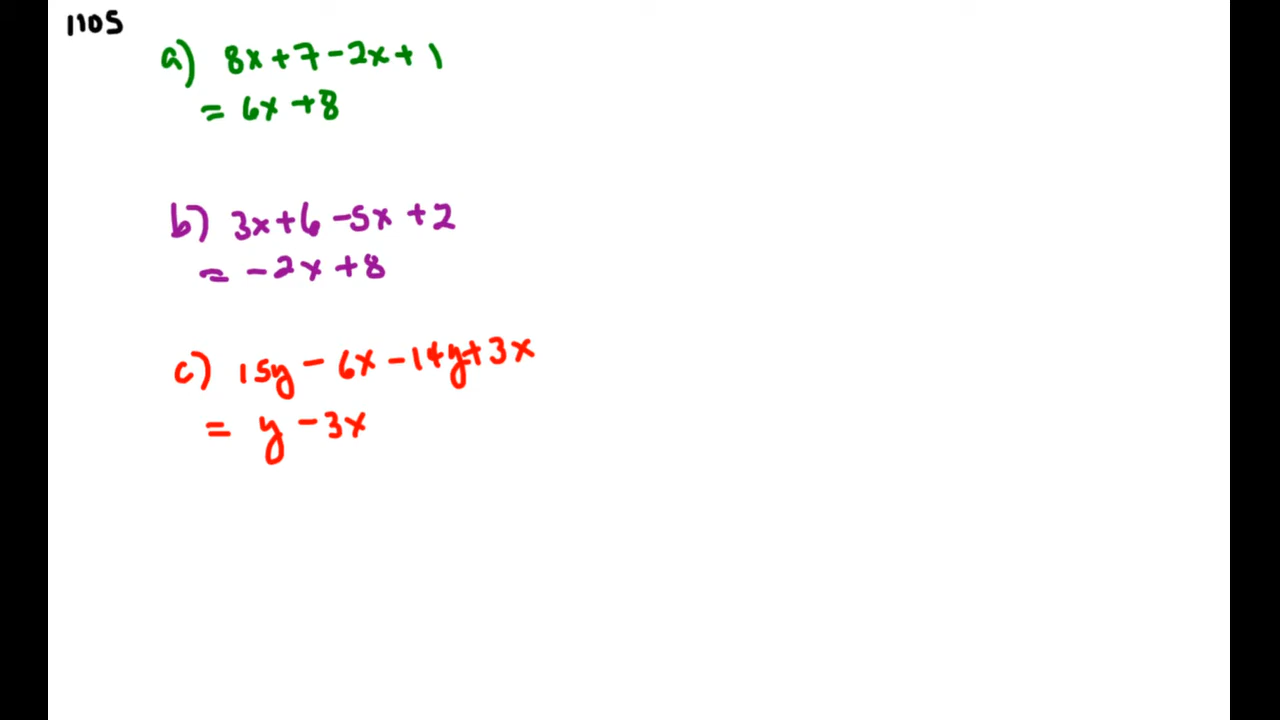 1105
a) 8x+7-2x+1
= 6x+8
b) 3x+6-5x+2
= -2x+8
c) 15y-6x-14y+3x
= y-3x